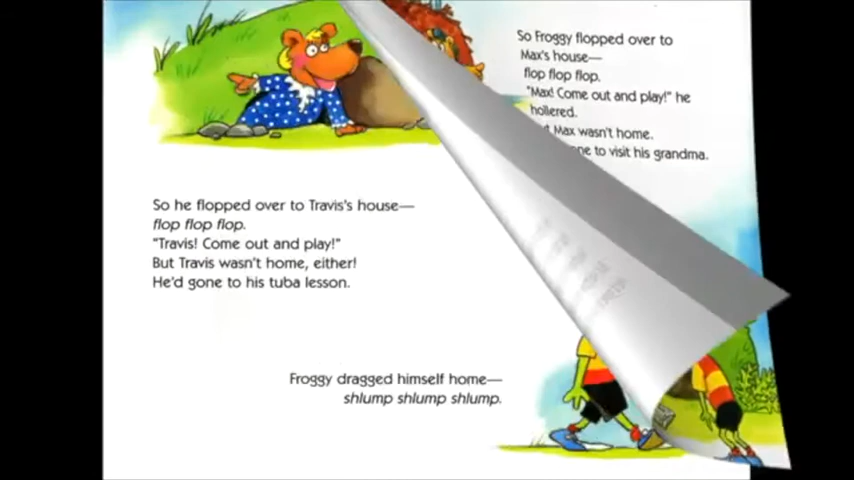 So Froggy flopped over to
Max's house—
flop flop flop.
"Max! Come out and play!" he
hollered.
Max wasn't home.
to visit his grandma.
So he flopped over to Travis's house—
flop flop flop.
"Travis! Come out and play!"
But Travis wasn't home, either!
He'd gone to his tuba lesson.
Froggy dragged himself home—
shlump shlump shlump.